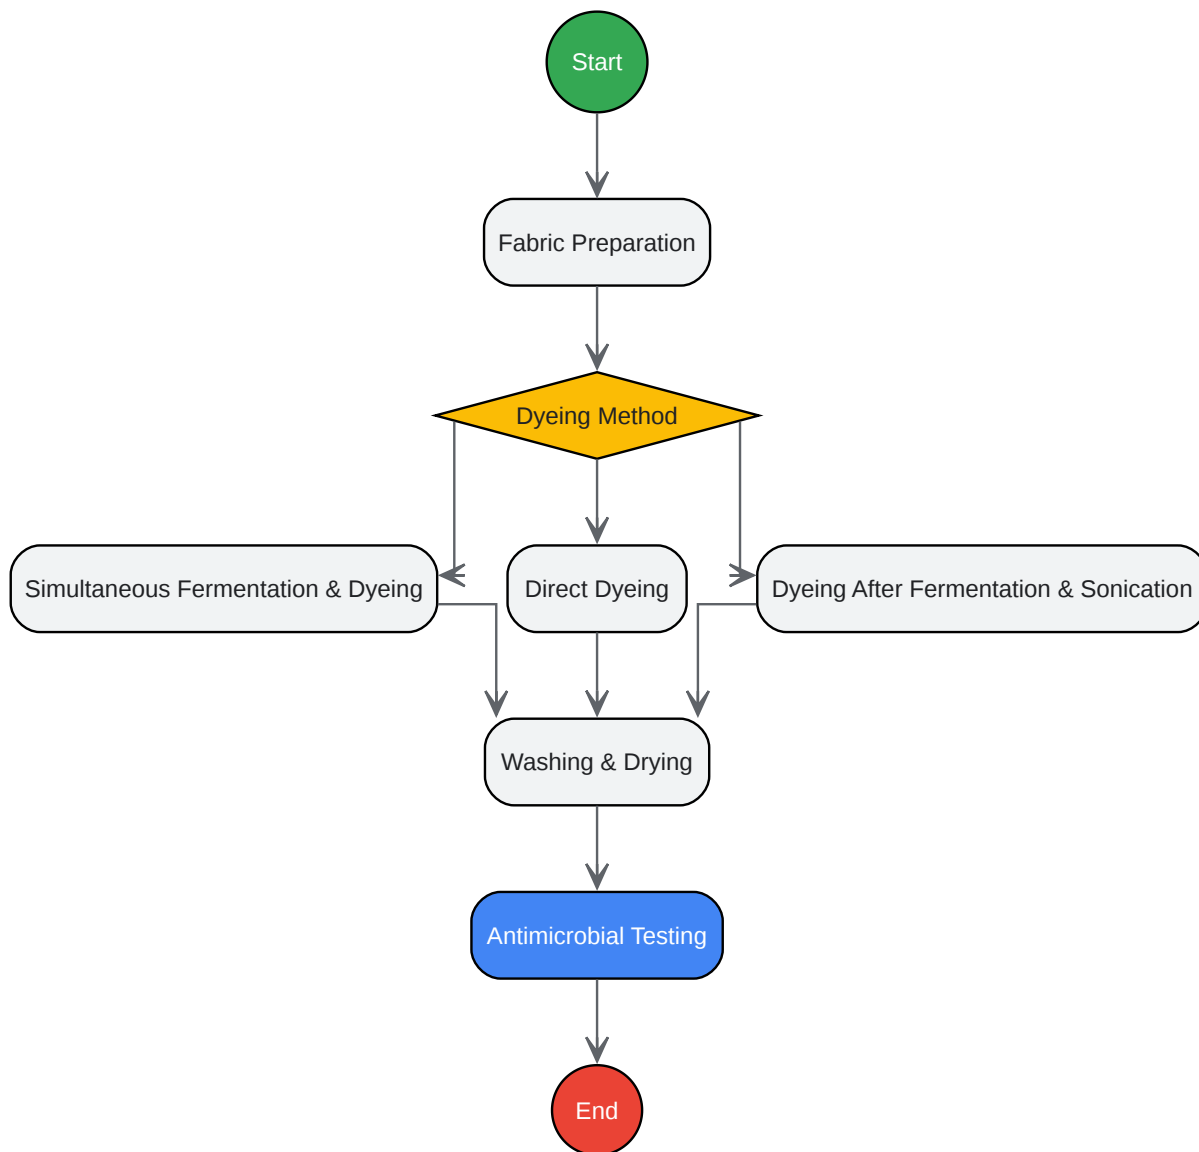 Start
Fabric Preparation
Dyeing Method
Simultaneous Fermentation & Dyeing
Direct Dyeing
Dyeing After Fermentation & Sonication
Washing & Drying
Antimicrobial Testing
End